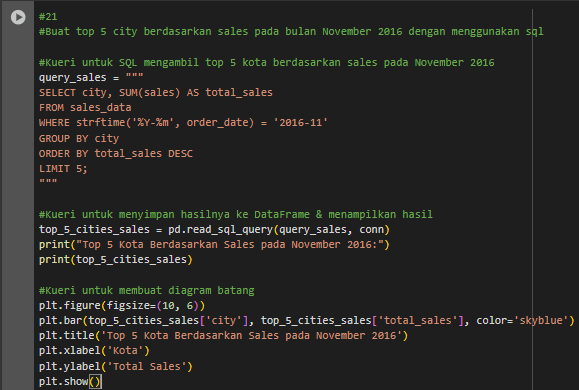 #21
#Buat top 5 city berdasarkan sales pada bulan November 2016 dengan menggunakan sql
#Kueri untuk SQL mengambil top 5 kota berdasarkan sales pada November 2016
query_sales = """
SELECT city, SUM(sales) AS total_sales
FROM sales_data
WHERE strftime('%Y-%m', order_date) = '2016-11'
GROUP BY city
ORDER BY total_sales DESC
LIMIT 5;
"""
#Kueri untuk menyimpan hasilnya ke DataFrame & menampilkan hasil
top_5_cities_sales = pd.read_sql_query(query_sales, conn)
print("Top 5 Kota Berdasarkan Sales pada November 2016:")
print(top_5_cities_sales)
#Kueri untuk membuat diagram batang
plt.figure(figsize=(10, 6))
plt.bar(top_5_cities_sales['city'], top_5_cities_sales['total_sales'], color='skyblue')
plt.title('Top 5 Kota Berdasarkan Sales pada November 2016')
plt.xlabel('Kota')
plt.ylabel('Total Sales')
plt.show()